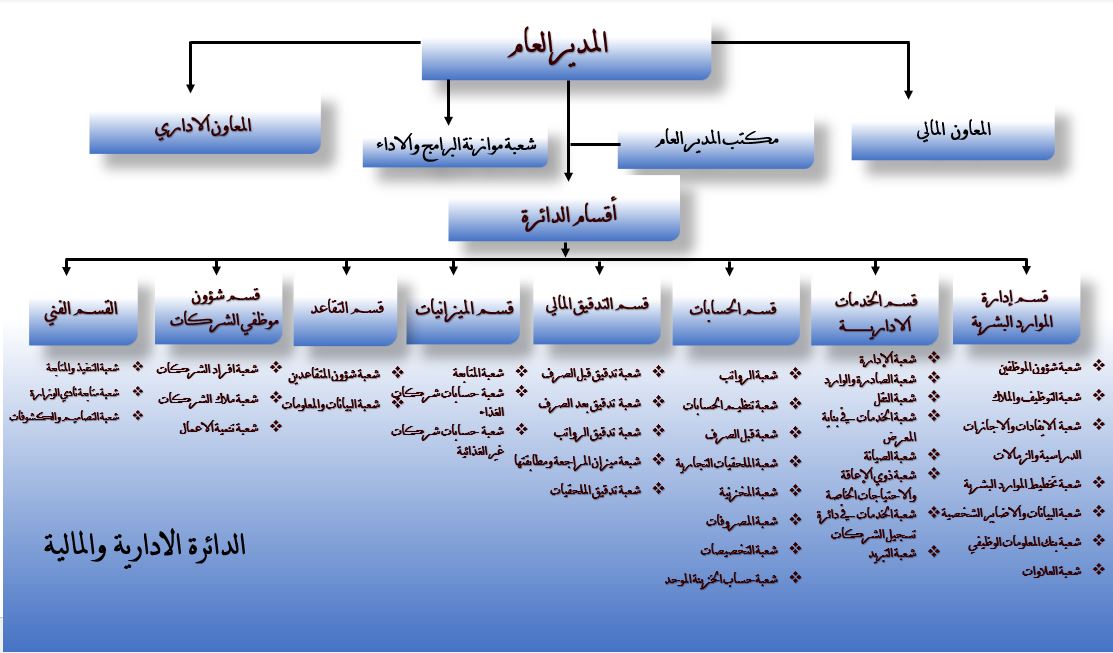 المدير العام
المعاون المالي
مكتب المدير العام
شعبة موازنة البرامج والاداء
المعاون الاداري
أقسام الدائرة
قسم إدارة
الموارد البشرية
شعبة شؤون الموظفين
شعبة التوظيف والملاك
شعبة الايفادات والاجازات
الدراسية والزمالات
شعبة تخطيط الموارد البشرية
شعبة البيانات والاضابير الشخصية
شعبة بنك المعلومات الوظيفي
شعبة العلاوات
قسم الخدمات
الادارية
شعبة الإدارة
شعبة الصادرة والوارد
شعبة النقل
شعبة الخدمات في بناية
المعرض
شعبة الصيانة
شعبة ذوي الإعاقة
والاحتياجات الخاصة
شعبة الخدمات في دائرة
تسجيل الشركات
شعبة التبريد
قسم الحسابات
شعبة الرواتب
شعبة تنظيم الحسابات
شعبة قبل الصرف
شعبة الملحقيات التجارية
شعبة المخزنية
شعبة المصروفات
شعبة التخصيصات
شعبة حساب الخزينة الموحد
قسم التدقيق المالي
شعبة تدقيق قبل الصرف
شعبة تدقيق بعد الصرف
شعبة تدقيق الرواتب
شبعة ميزان المراجعة ومطابقتها
شعبة تدقيق الملحقيات
قسم الميزانيات
شعبة المتابعة
شعبة حسابات شركات
الغذاء
شعبة حسابات شركات
غير الغذائية
قسم التقاعد
شعبة شؤون المتقاعدين
شعبة البيانات والمعلومات
قسم شؤون
موظفي الشركات
شعبة افراد الشركات
شعبة ملاك الشركات
شعبة تنمية الاعمال
القسم الفني
شعبة التنفيذ والمتابعة
شعبة متابعة نادي الوزارة
شعبة التصاميم والكشوفات
الدائرة الادارية والمالية